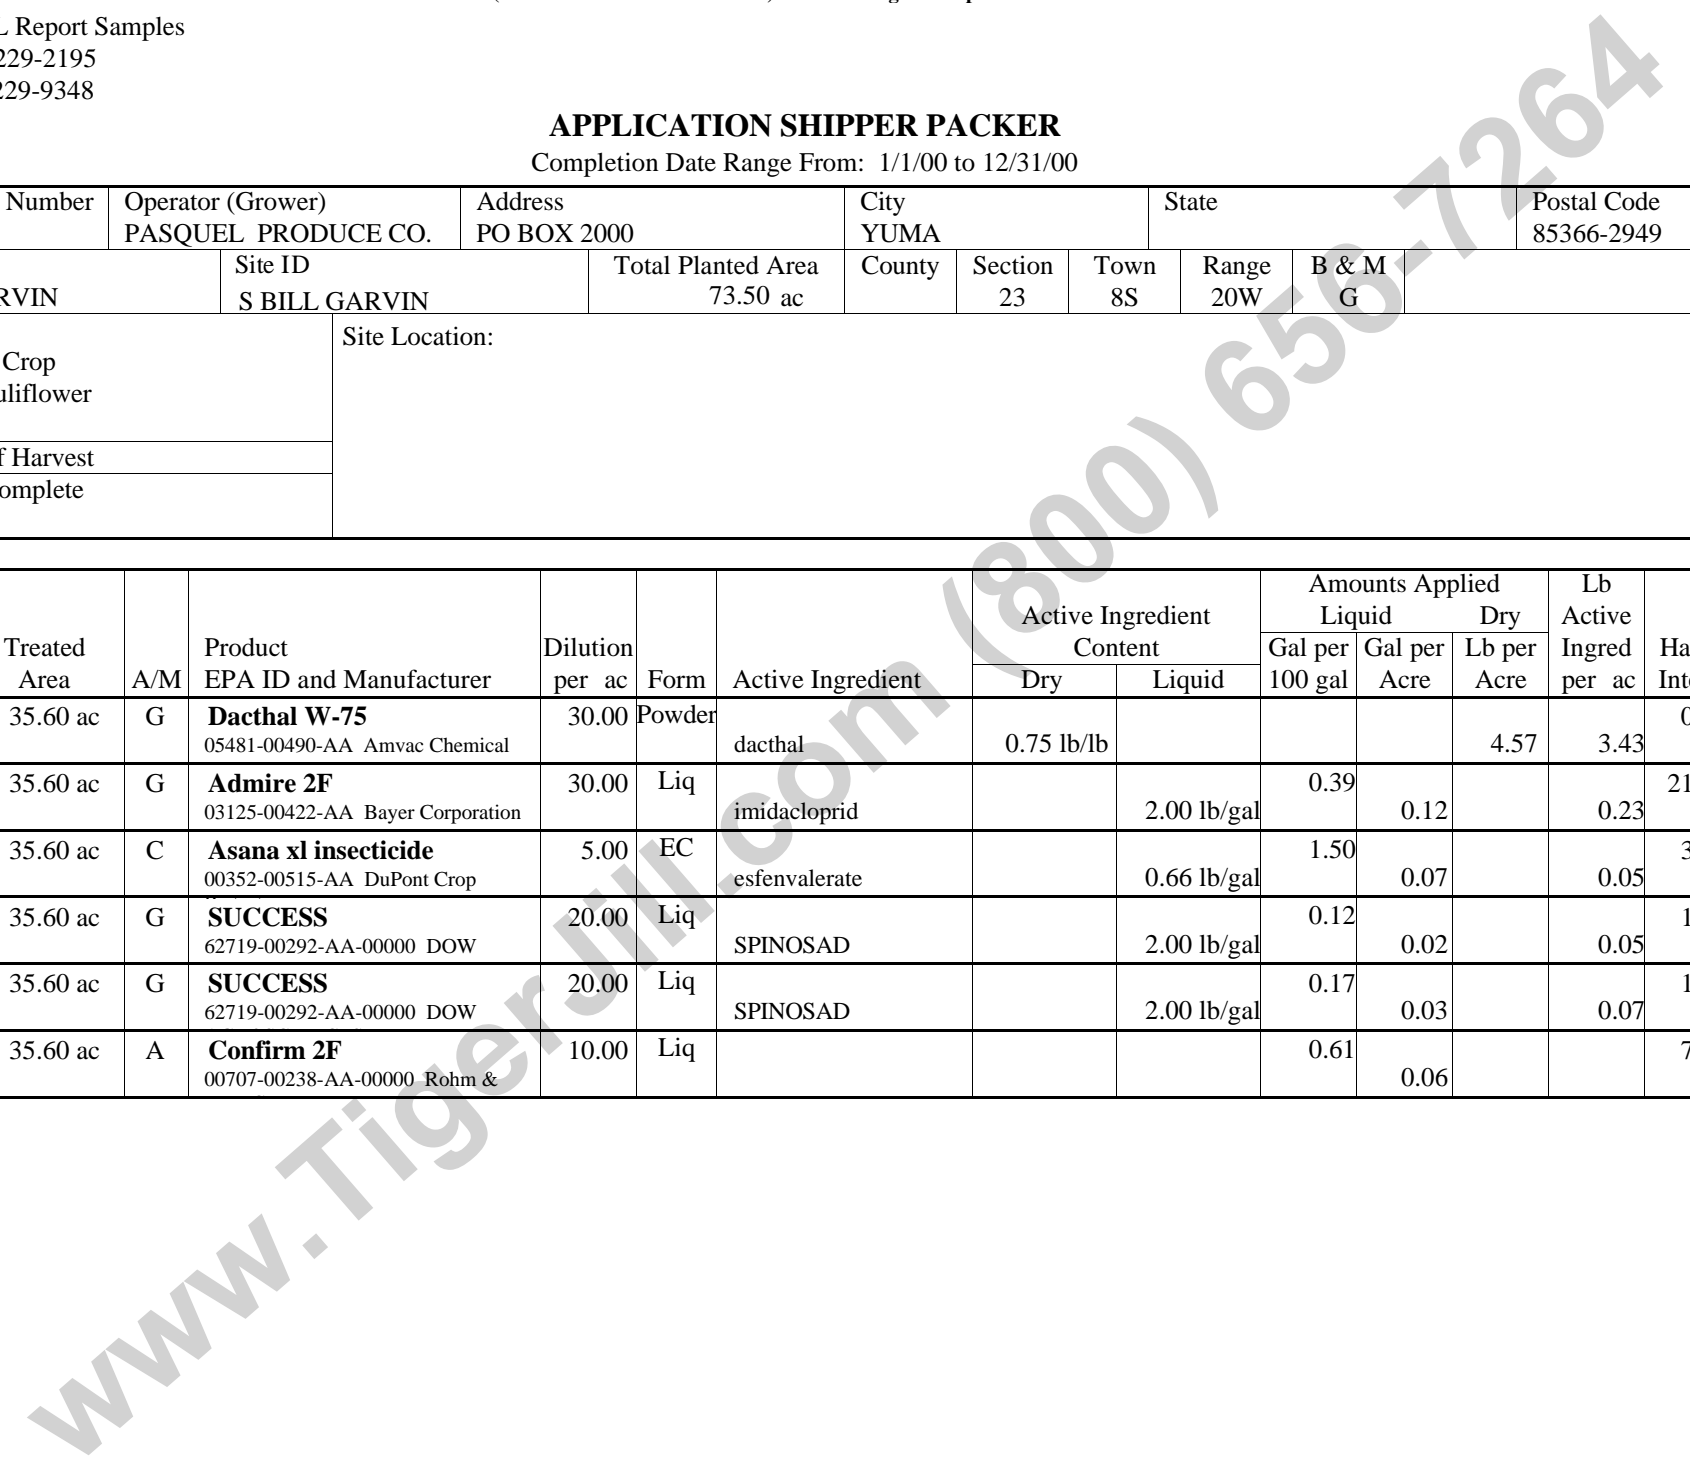 L Report Samples
229-2195
229-9348
APPLICATION SHIPPER PACKER
Completion Date Range From: 1/1/00 to 12/31/00
Number Operator (Grower) Address City State Postal Code
PASQUEL PRODUCE CO. PO BOX 2000 YUMA 85366-2949
Site ID Total Planted Area County Section Town Range B & M
RVIN S BILL GARVIN 73.50 ac 23 8S 20W G
Site Location:
Crop
uliflower
f Harvest
omplete
Amounts Applied Lb
Active Ingredient Liquid Dry Active
Treated Product Dilution Content Gal per Gal per Lb per Ingred Ha
Area A/M EPA ID and Manufacturer per ac Form Active Ingredient Dry Liquid 100 gal Acre Acre per ac Inte
35.60 ac G Dacthal W-75 30.00 Powder 0
05481-00490-AA Amvac Chemical dacthal 0.75 lb/lb 4.57 3.43
35.60 ac G Admire 2F 30.00 Liq 0.39 21
03125-00422-AA Bayer Corporation imidacloprid 2.00 lb/gal 0.12 0.23
35.60 ac C Asana xl insecticide 5.00 EC 1.50 3
00352-00515-AA DuPont Crop esfenvalerate 0.66 lb/gal 0.07 0.05
35.60 ac G SUCCESS 20.00 Liq 0.12 1
62719-00292-AA-00000 DOW SPINOSAD 2.00 lb/gal 0.02 0.05
35.60 ac G SUCCESS 20.00 Liq 0.17 1
62719-00292-AA-00000 DOW SPINOSAD 2.00 lb/gal 0.03 0.07
35.60 ac A Confirm 2F 10.00 Liq 0.61 7
00707-00238-AA-00000 Rohm & 0.06
www.TigerJill.com (800) 656-7264